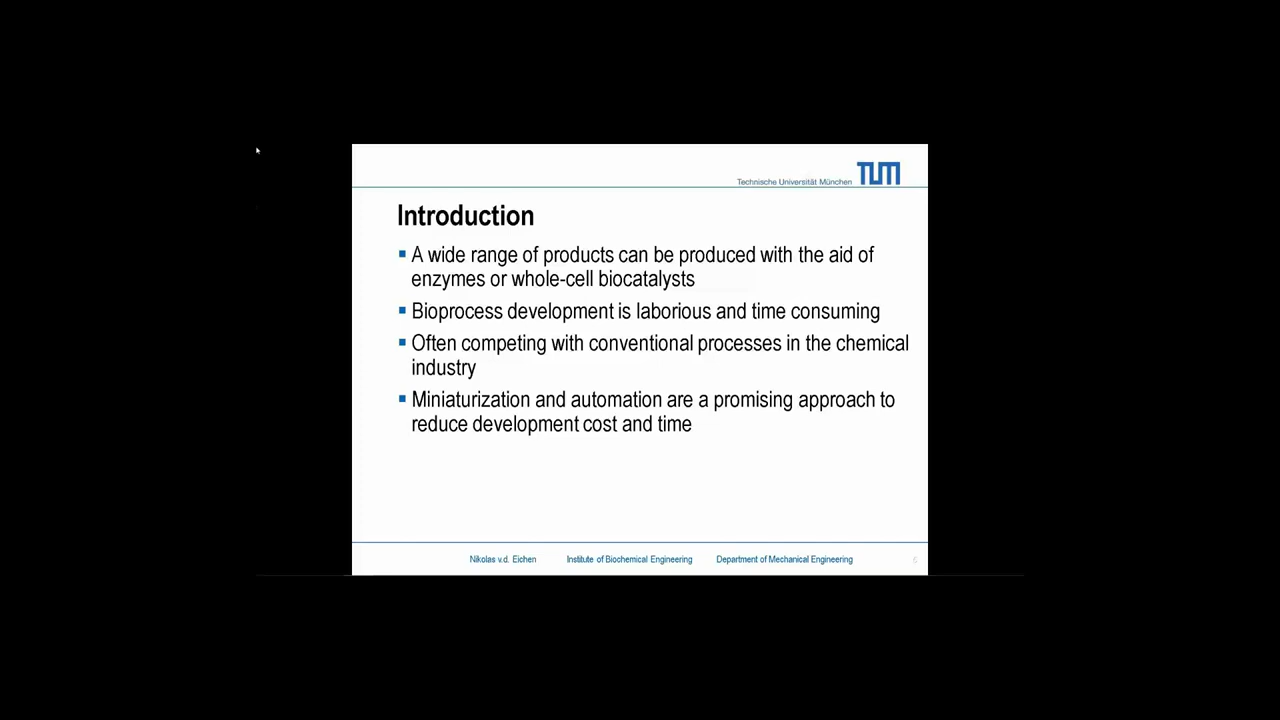 Technische Universität München TUM
Introduction
A wide range of products can be produced with the aid of
enzymes or whole-cell biocatalysts
Bioprocess development is laborious and time consuming
Often competing with conventional processes in the chemical
industry
Miniaturization and automation are a promising approach to
reduce development cost and time
Nikolas v.d. Eichen Institute of Biochemical Engineering Department of Mechanical Engineering